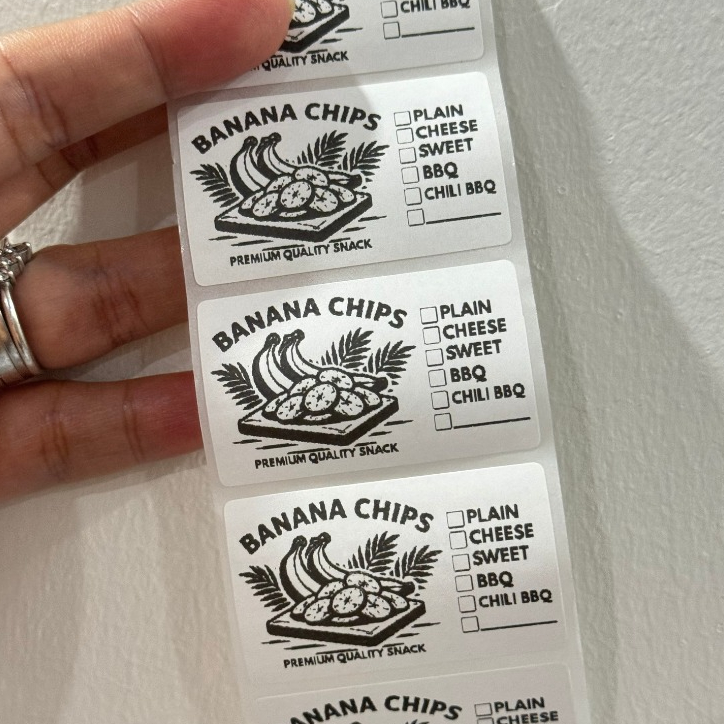 CHILI BBQ
QUALITY SNACK
BANANA CHIPS
PLAIN
CHEESE
SWEET
BBQ
CHILI BBQ
PREMIUM QUALITY SNACK
BANANA CHIPS
PLAIN
CHEESE
SWEET
BBQ
CHILI BBQ
PREMIUM QUALITY SNACK
BANANA CHIPS
PLAIN
CHEESE
SWEET
BBQ
CHILI BBQ
PREMIUM QUALITY SNACK
BANANA CHIPS
PLAIN
CHEESE